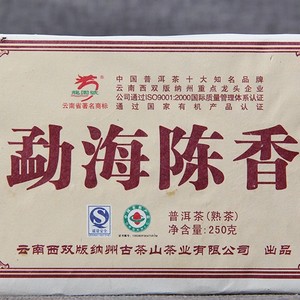 中国普洱茶十大知名品牌
云南西双版纳州重点龙头企业
公司通过ISO9001:2000国际质量管理体系认证
通过国家有机产品认证
云南省著名商标
勐海陈香
普洱茶(熟茶)
净含量:250克
云南西双版纳州古茶山茶业有限公司 出品